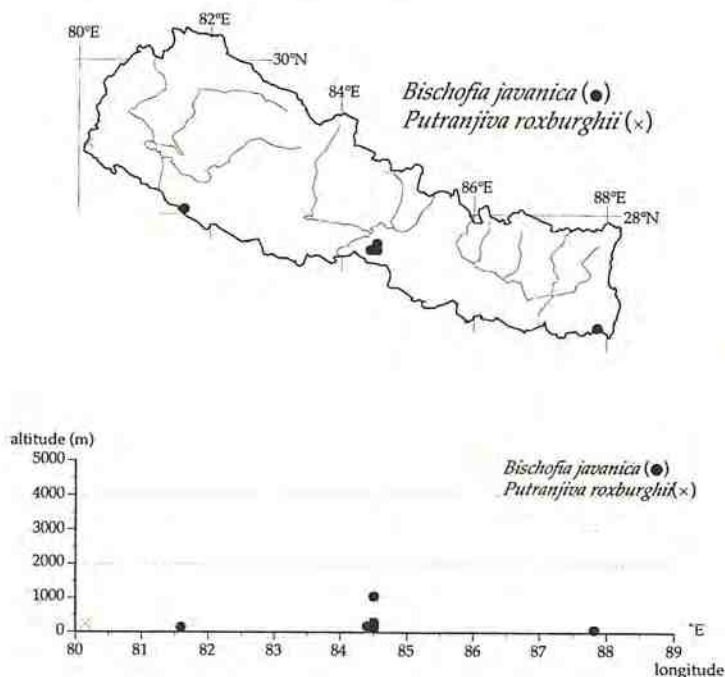 82°E
80°E
30°N
84°E
Bischofia javanica (●)
Putranjiva roxburghii (×)
86°E
88°E
28°N
altitude (m)
5000
4000
3000
2000
1000
0
Bischofia javanica (●)
Putranjiva roxburghii (×)
°E
80 81 82 83 84 85 86 87 88 89
longitude